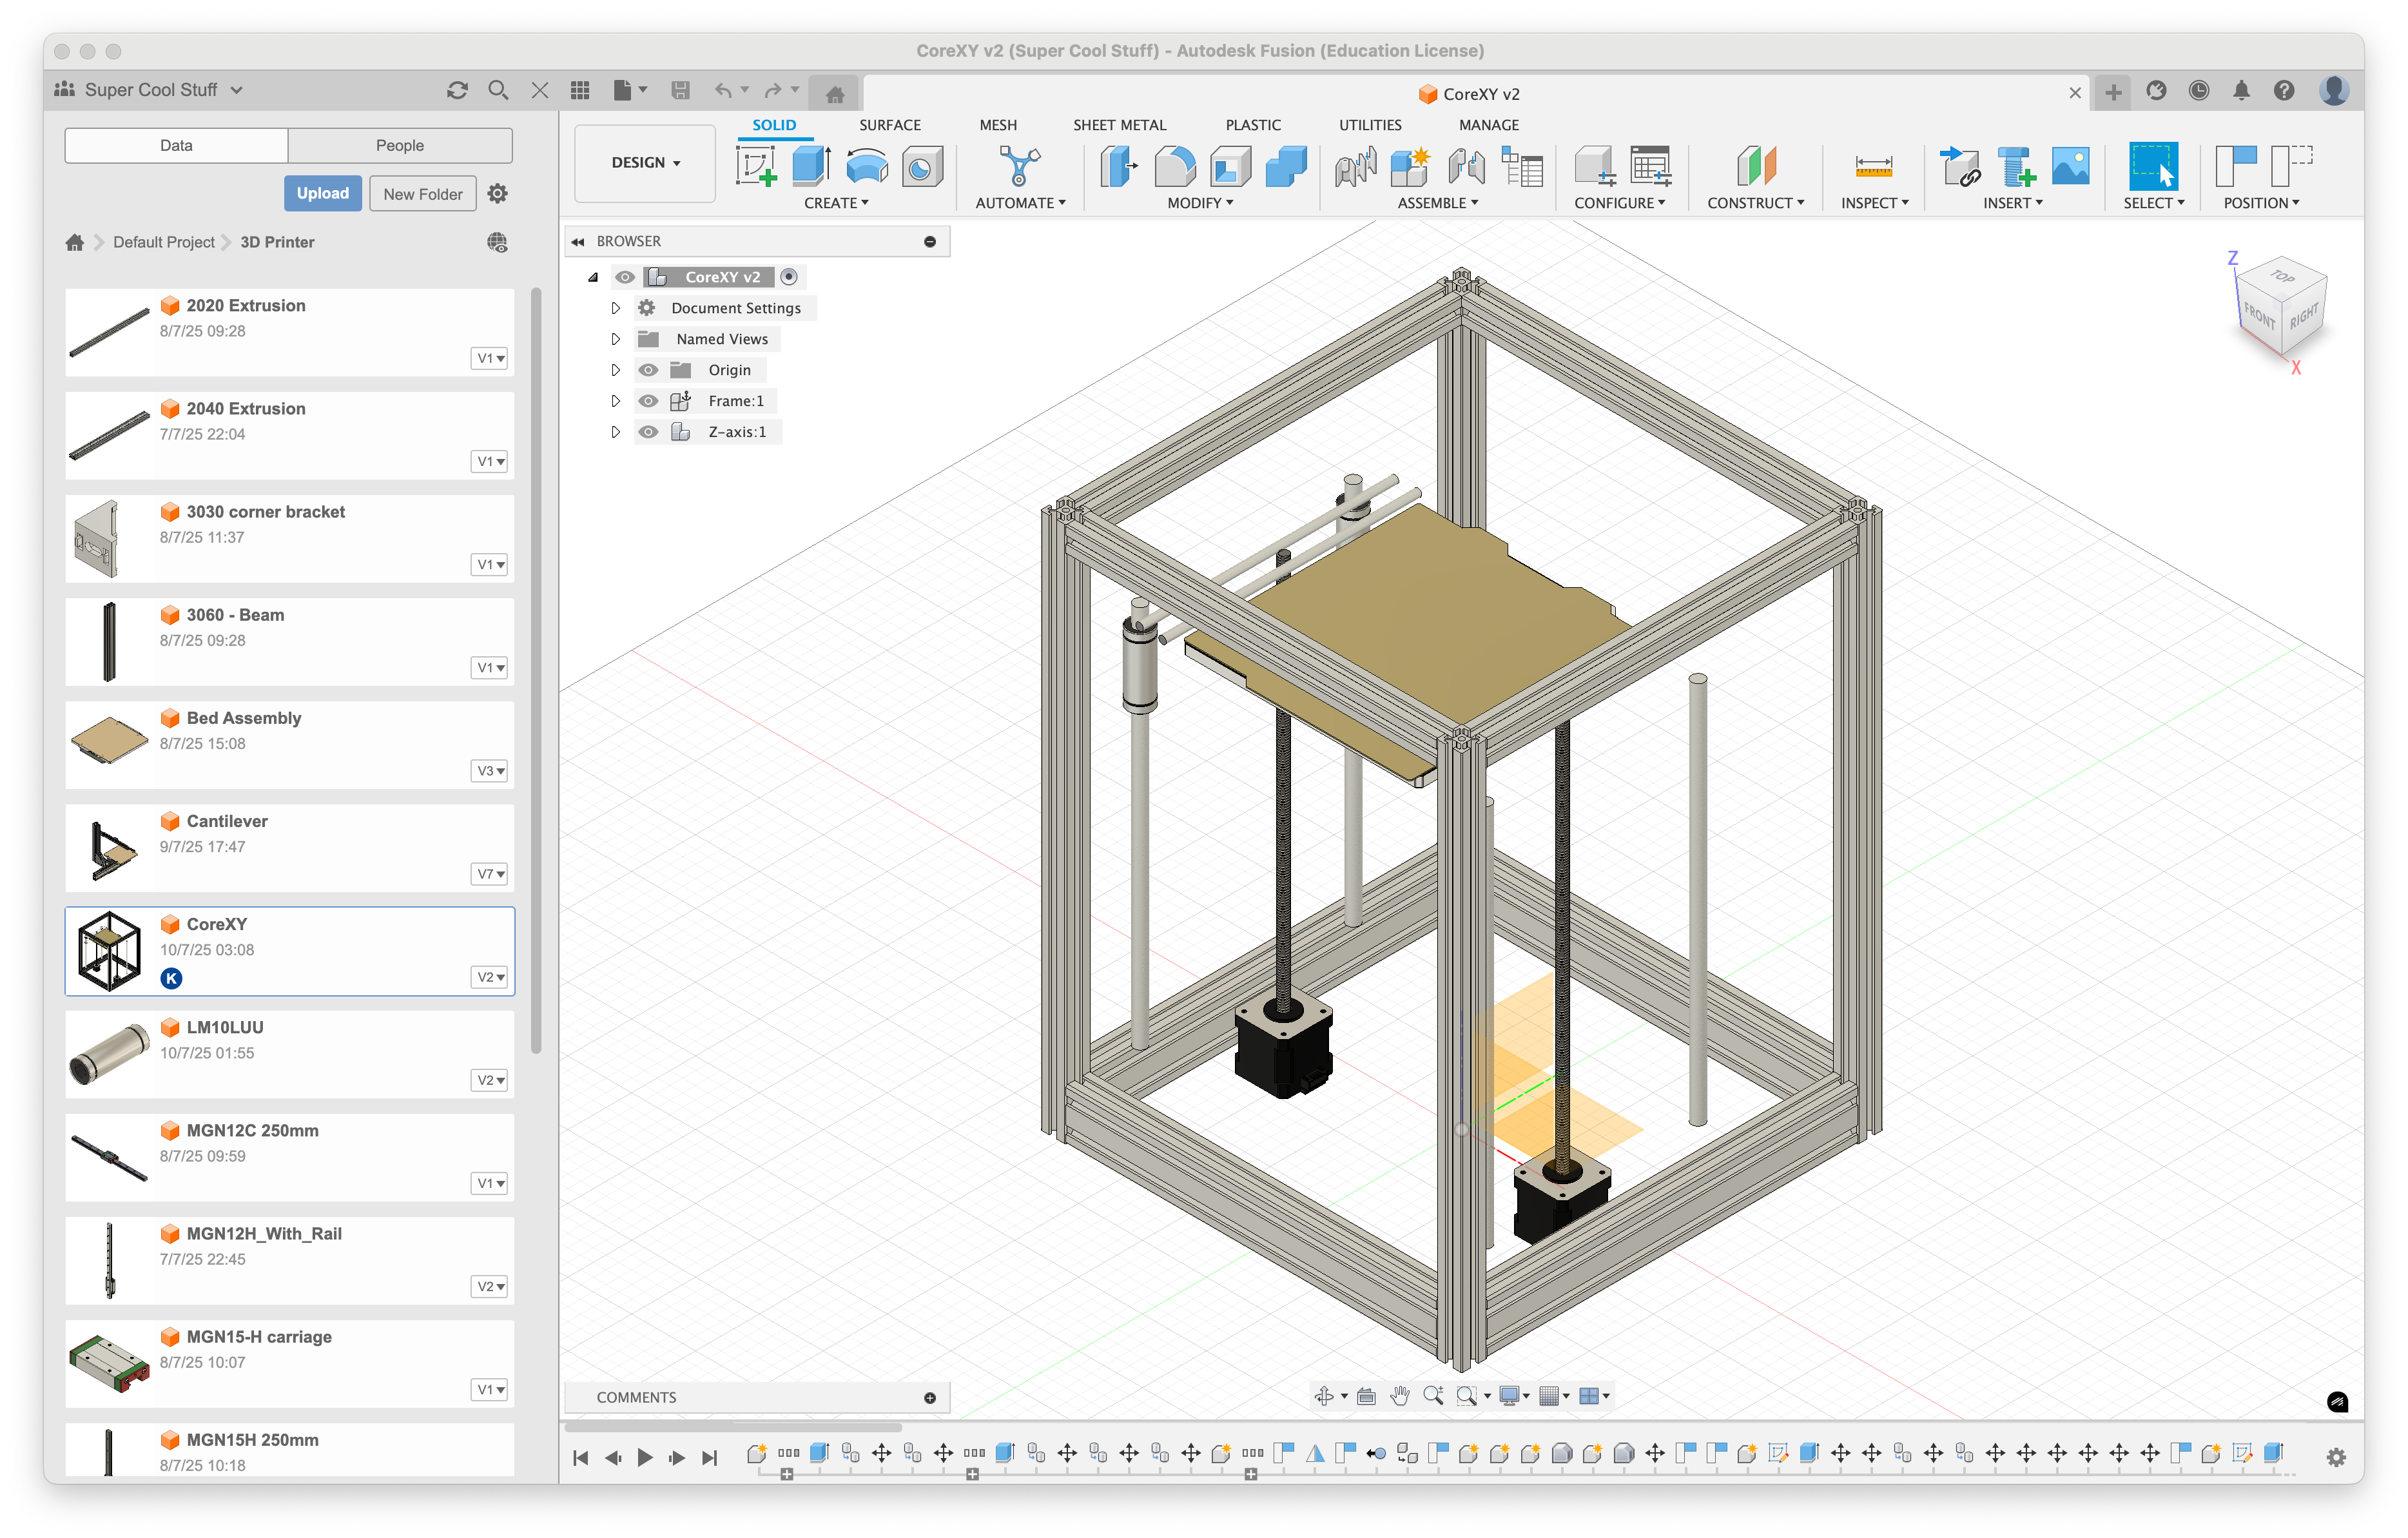 CoreXY v2 (Super Cool Stuff) - Autodesk Fusion (Education License)
Super Cool Stuff
CoreXY v2
Data
People
Upload
New Folder
Default Project
3D Printer
2020 Extrusion
8/7/25 09:28
V1
2040 Extrusion
7/7/25 22:04
V1
3030 corner bracket
8/7/25 11:37
V1
3060 - Beam
8/7/25 09:28
V1
Bed Assembly
8/7/25 15:08
V3
Cantilever
9/7/25 17:47
V7
CoreXY
10/7/25 03:08
K
V2
LM10LUU
10/7/25 01:55
V2
MGN12C 250mm
8/7/25 09:59
V1
MGN12H_With_Rail
7/7/25 22:45
V2
MGN15-H carriage
8/7/25 10:07
V1
MGN15H 250mm
8/7/25 10:18
DESIGN
SOLID
SURFACE
MESH
SHEET METAL
PLASTIC
UTILITIES
MANAGE
CREATE
AUTOMATE
MODIFY
ASSEMBLE
CONFIGURE
CONSTRUCT
INSPECT
INSERT
SELECT
POSITION
BROWSER
CoreXY v2
Document Settings
Named Views
Origin
Frame:1
Z-axis:1
Z
TOP
FRONT
RIGHT
X
COMMENTS